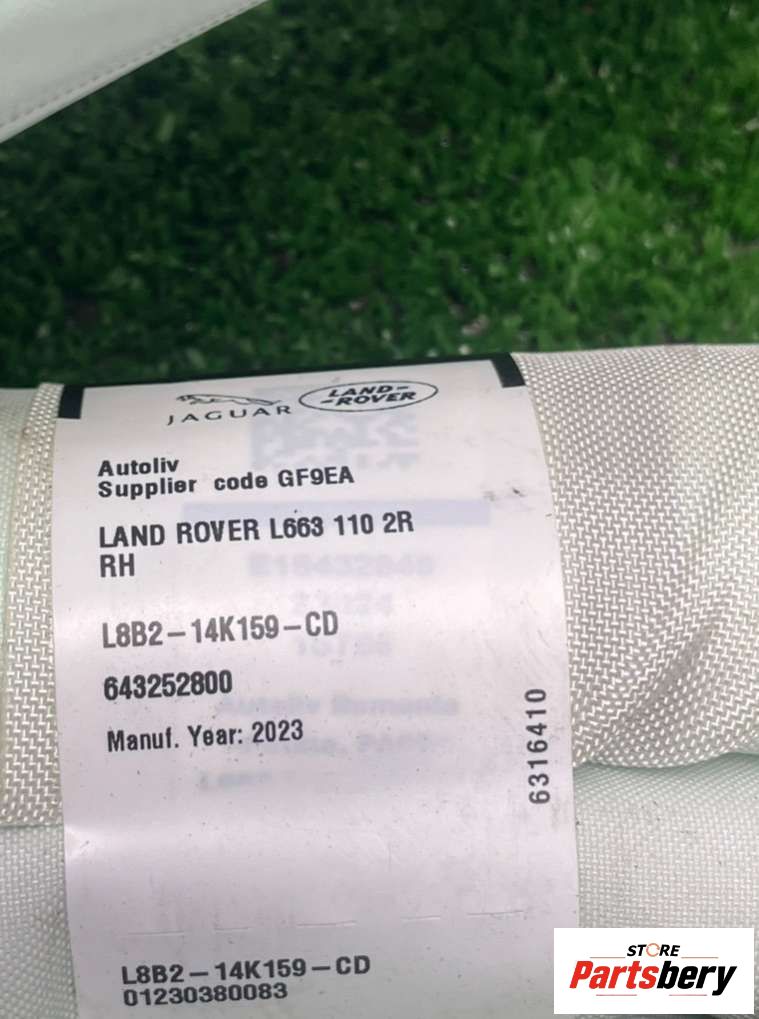 JAGUAR
LAND-
-ROVER
Autoliv
Supplier code GF9EA
LAND ROVER L663 110 2R
RH
L8B2-14K159-CD
643252800
Manuf. Year: 2023
6316410
L8B2-14K159-CD
01230380083
STORE
Partsbery